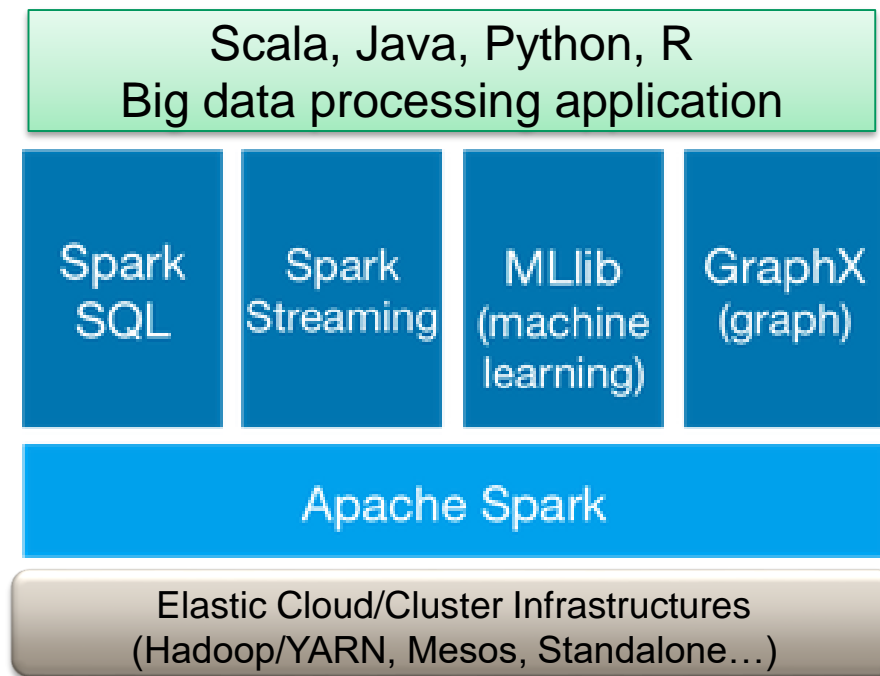 Scala, Java, Python, R
Big data processing application
Spark
SQL
Spark
Streaming
MLlib
(machine
learning)
GraphX
(graph)
Apache Spark
Elastic Cloud/Cluster Infrastructures
(Hadoop/YARN, Mesos, Standalone…)